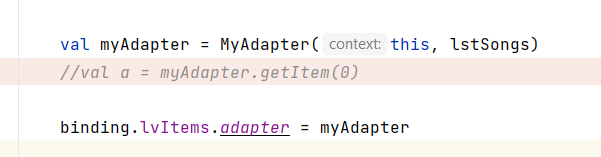 val myAdapter = MyAdapter( context: this, lstSongs)
//val a = myAdapter.getItem(0)
binding.lvItems.adapter = myAdapter